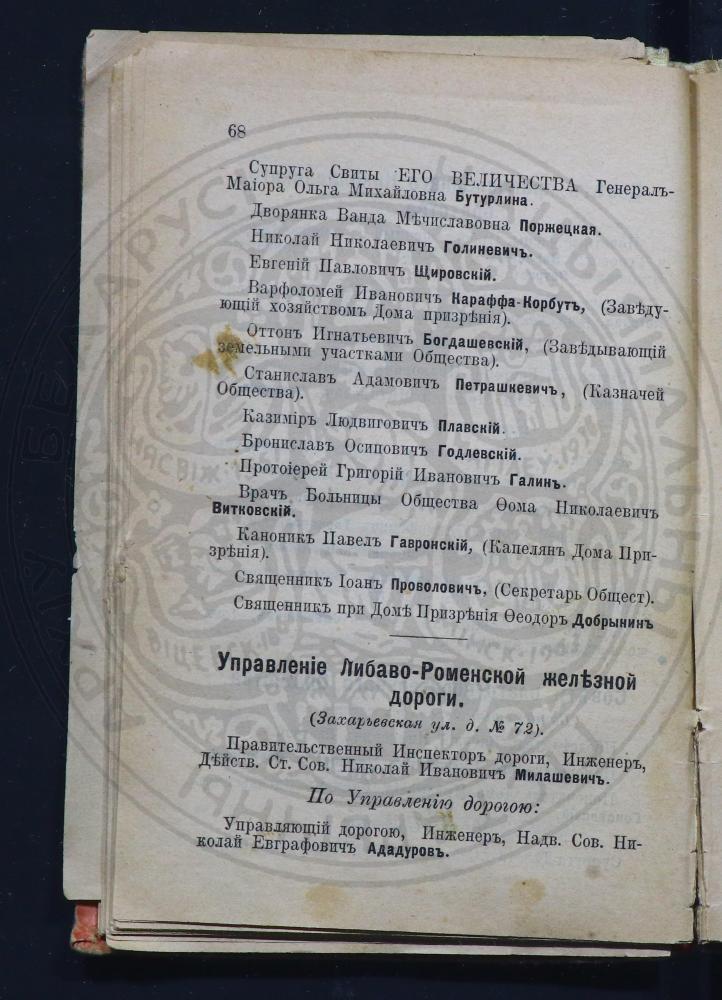 68
Супруга Свиты ЕГО ВЕЛИЧЕСТВА Генералъ-
Маіора Ольга Михайловна Бутурлина.
Дворянка Ванда Мѣчиславовна Поржецкая.
Николай Николаевичъ Голиневичъ.
Евгеній Павловичъ Щировскій.
Варфоломей Ивановичъ Караффа-Корбутъ, (Завѣду-
ющій хозяйствомъ Дома призрѣнія).
Оттонъ Игнатьевичъ Богдашевскій, (Завѣдывающій
земельными участками Общества).
Станиславъ Адамовичъ Петрашкевичъ, (Казначей
Общества).
Казиміръ Людвиговичъ Плавскій.
Брониславъ Осиповичъ Годлевскій.
Протоіерей Григорій Ивановичъ Галинъ.
Врачъ Больницы Общества Ѳома Николаевичъ
Витковскій.
Каноникъ Павелъ Гавронскій, (Капелянъ Дома При-
зрѣнія).
Священникъ Іоанъ Проволовичъ, (Секретарь Общест).
Священникъ при Домѣ Призрѣнія Ѳеодоръ Добрынинъ
Управленіе Либаво-Роменской желѣзной
дороги.
(Захарьевская ул. д. № 72).
Правительственный Инспекторъ дороги, Инженеръ,
Дѣйств. Ст. Сов. Николай Ивановичъ Милашевичъ.
По Управленію дорогою:
Управляющій дорогою, Инженеръ, Надв. Сов. Ни-
колай Евграфовичъ Ададуровъ.